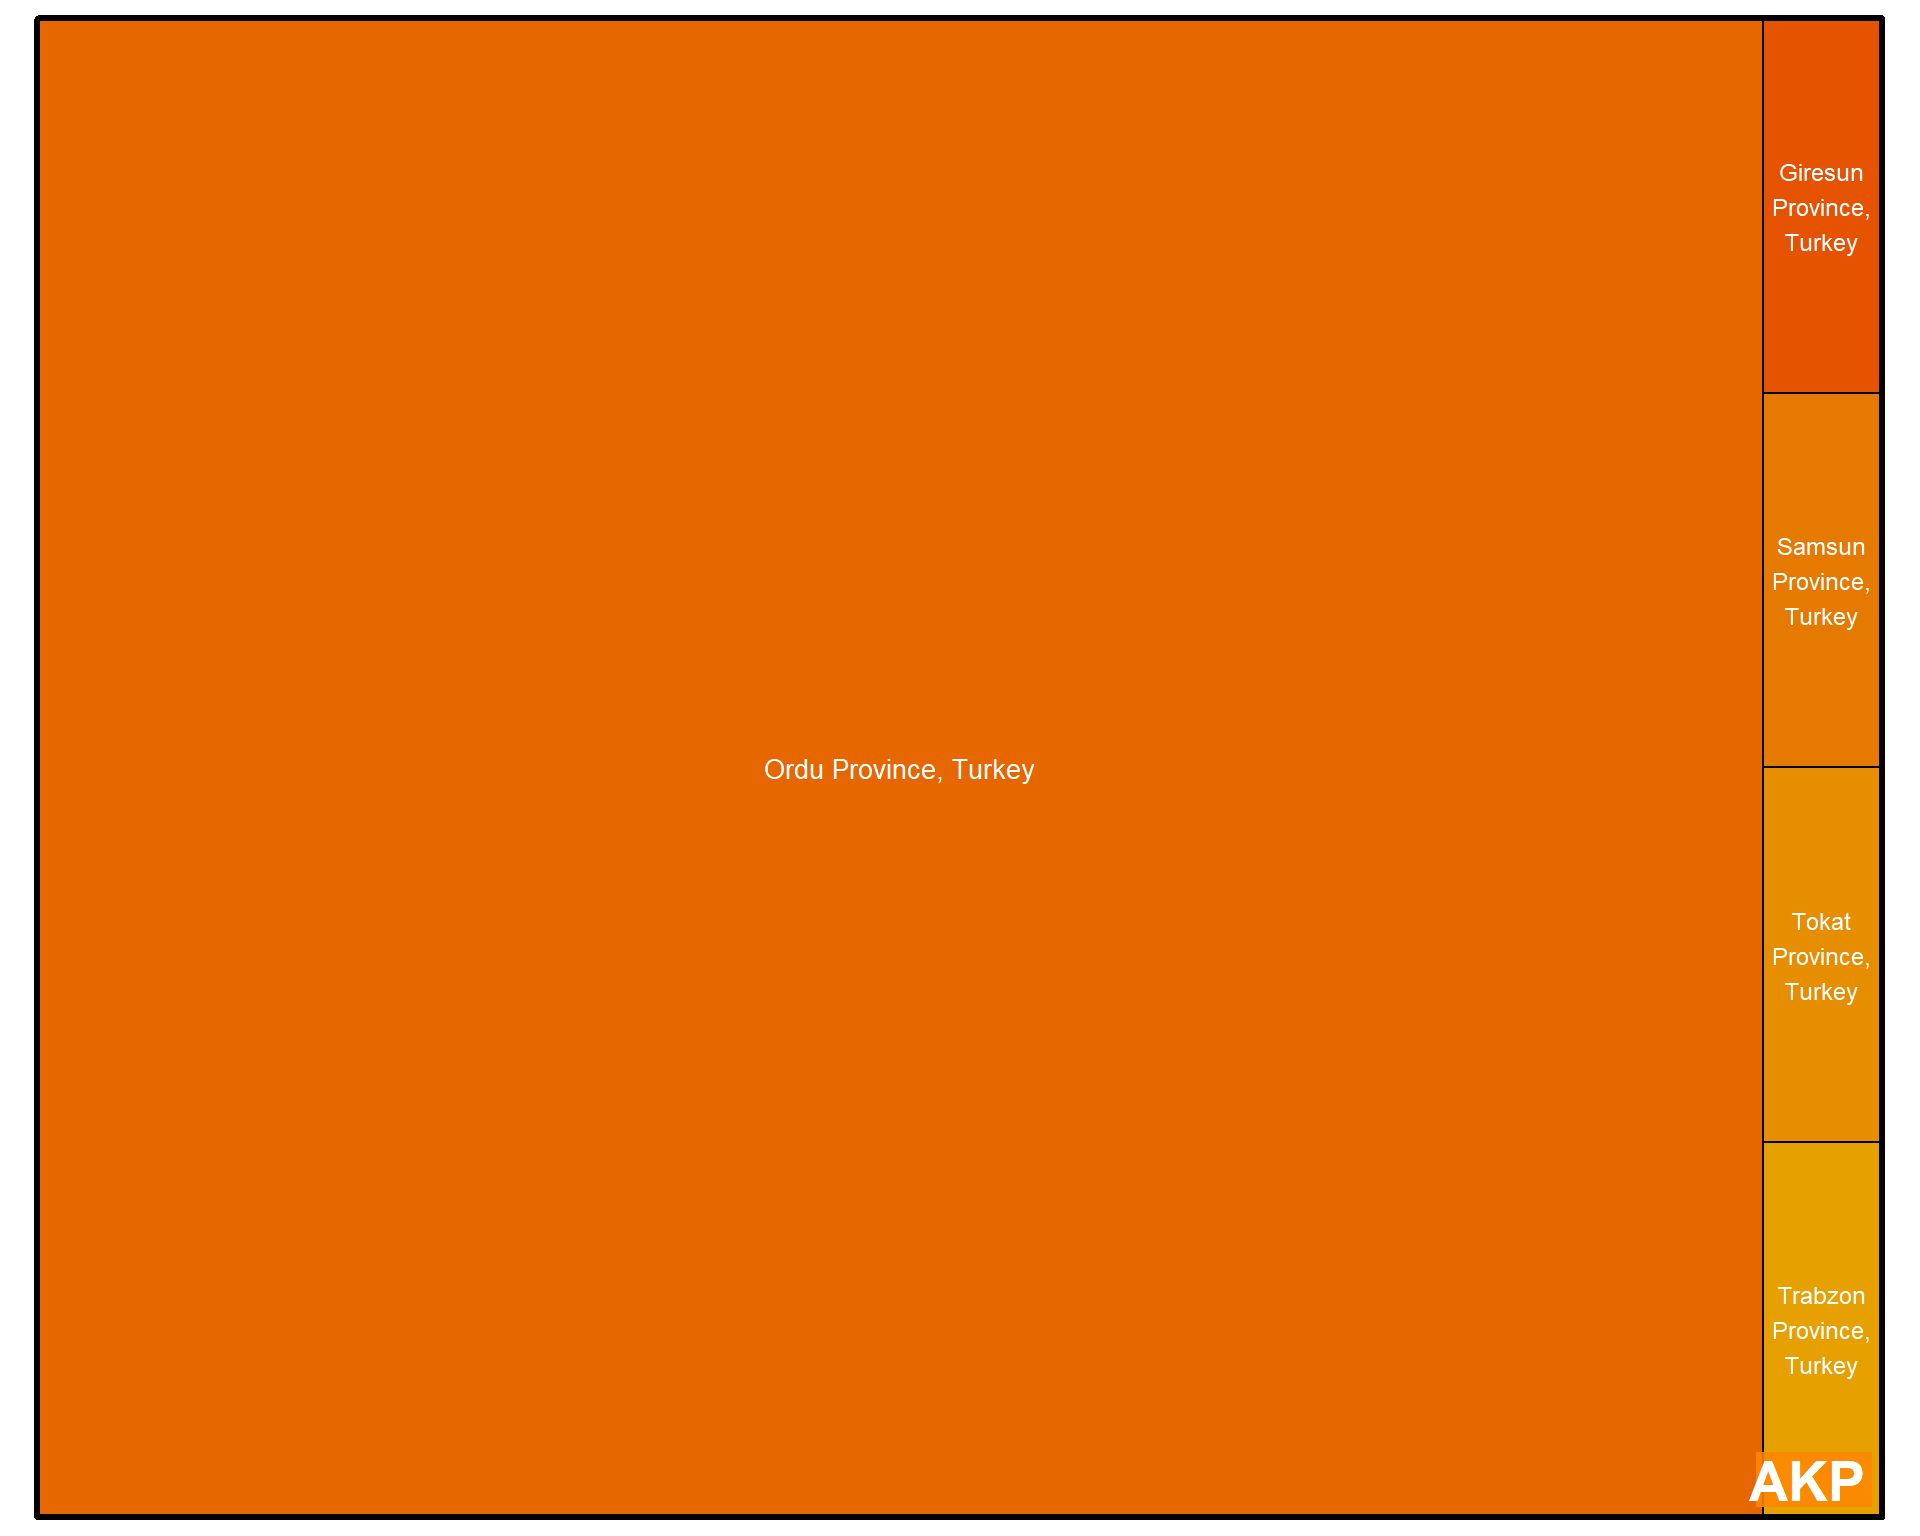 Giresun
Province,
Turkey
Samsun
Province,
Turkey
Ordu Province, Turkey
Tokat
Province,
Turkey
Trabzon
Province,
Turkey
AKP